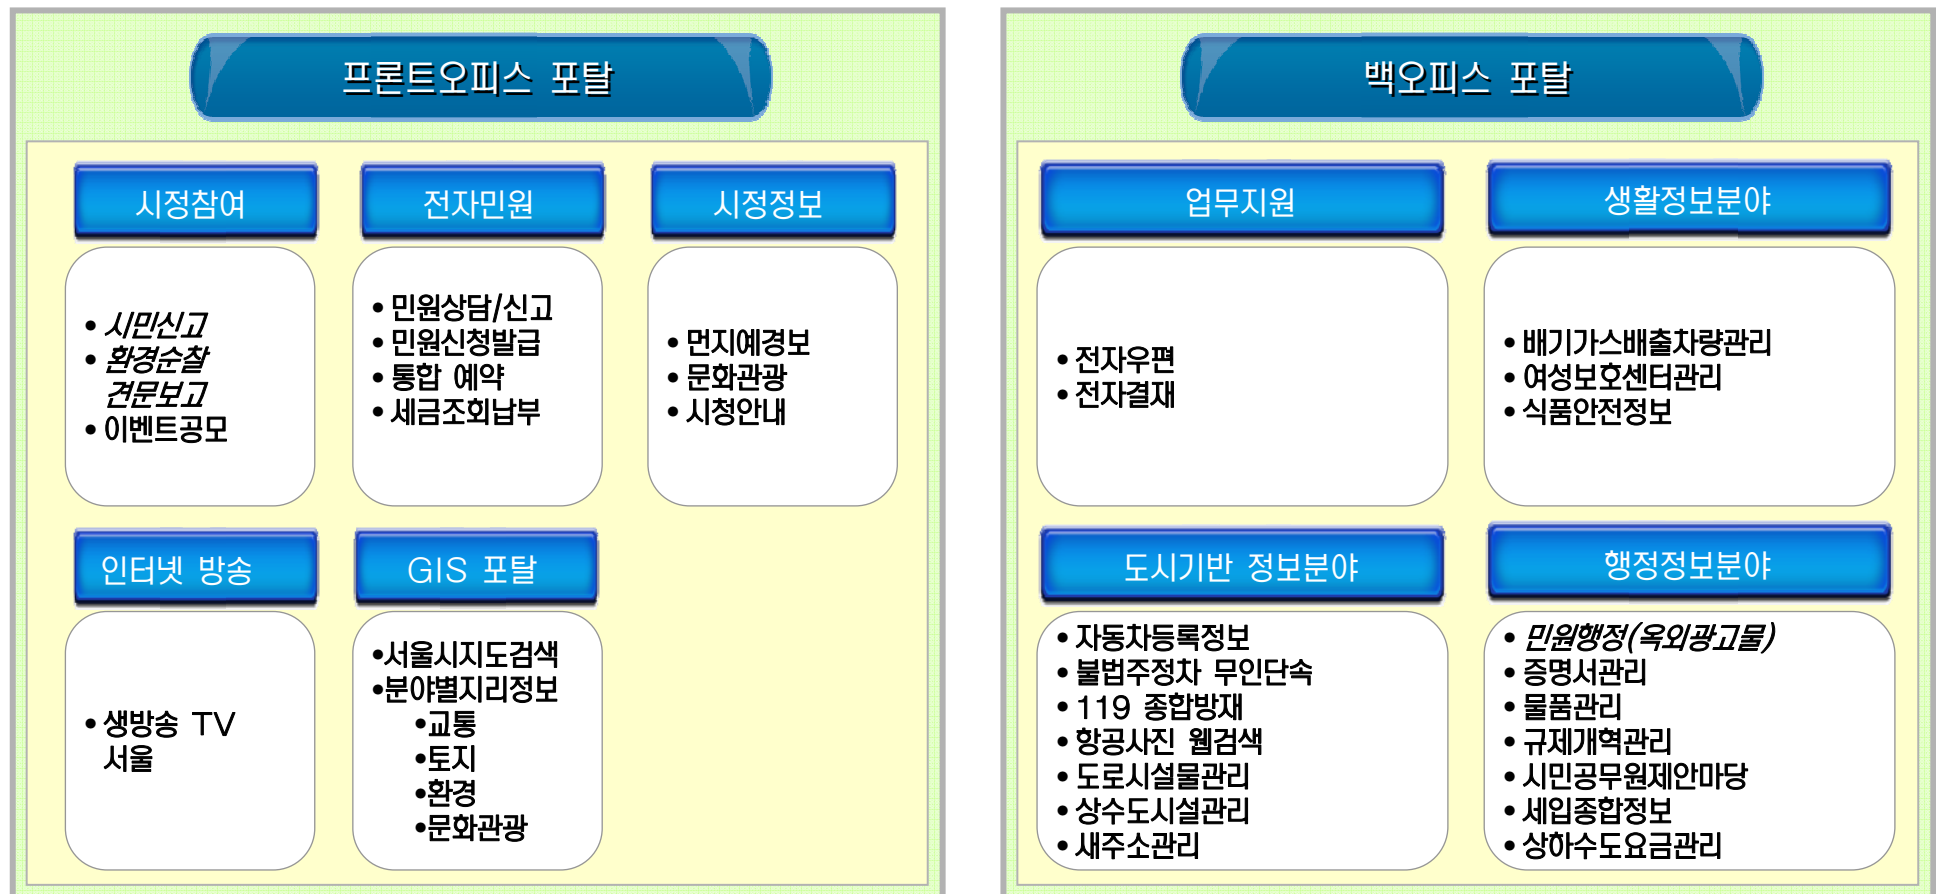 프론트오피스 포탈
시정참여
• 시민신고
• 환경순찰
견문보고
• 이벤트공모
전자민원
• 민원상담/신고
• 민원신청발급
• 통합 예약
• 세금조회납부
시정정보
• 먼지예경보
• 문화관광
• 시청안내
인터넷 방송
• 생방송 TV
서울
GIS 포탈
•서울시지도검색
•분야별지리정보
•교통
•토지
•환경
•문화관광
백오피스 포탈
업무지원
• 전자우편
• 전자결재
생활정보분야
• 배기가스배출차량관리
• 여성보호센터관리
• 식품안전정보
도시기반 정보분야
• 자동차등록정보
• 불법주정차 무인단속
• 119 종합방재
• 항공사진 웹검색
• 도로시설물관리
• 상수도시설관리
• 새주소관리
행정정보분야
• 민원행정(옥외광고물)
• 증명서관리
• 물품관리
• 규제개혁관리
• 시민공무원제안마당
• 세입종합정보
• 상하수도요금관리